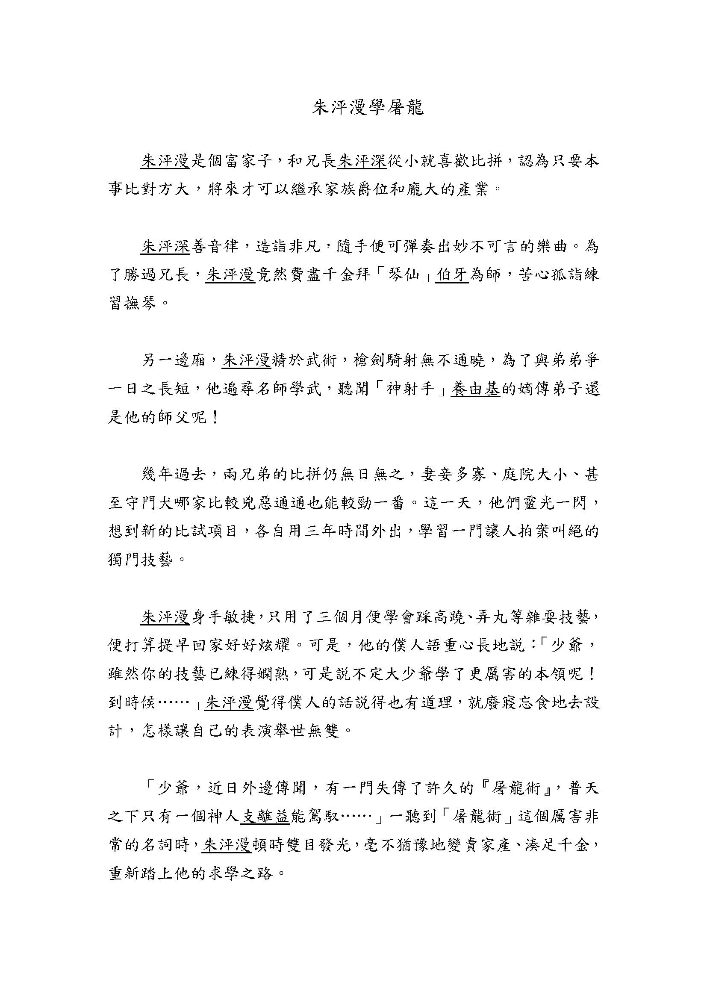 朱泙漫學屠龍
朱泙漫是個富家子，和兄長朱泙深從小就喜歡比拼，認為只要本
事比對方大，將來才可以繼承家族爵位和龐大的產業。
朱泙深善音律，造詣非凡，隨手便可彈奏出妙不可言的樂曲。為
了勝過兄長，朱泙漫竟然費盡千金拜「琴仙」伯牙為師，苦心孤詣練
習撫琴。
另一邊廂，朱泙漫精於武術，槍劍騎射無不通曉，為了與弟弟爭
一日之長短，他遍尋名師學武，聽聞「神射手」養由基的嫡傳弟子還
是他的師父呢！
幾年過去，兩兄弟的比拼仍無日無之，妻妾多寡、庭院大小、甚
至守門犬哪家比較兇惡通通也能較勁一番。這一天，他們靈光一閃，
想到新的比試項目，各自用三年時間外出，學習一門讓人拍案叫絕的
獨門技藝。
朱泙漫身手敏捷，只用了三個月便學會踩高蹺、弄丸等雜耍技藝，
便打算提早回家好好炫耀。可是，他的僕人語重心長地説：「少爺，
雖然你的技藝已練得嫻熟，可是説不定大少爺學了更厲害的本領呢！
到時候……」朱泙漫覺得僕人的話説得也有道理，就廢寢忘食地去設
計，怎樣讓自己的表演舉世無雙。
「少爺，近日外邊傳聞，有一門失傳了許久的『屠龍術』，普天
之下只有一個神人支離益能駕馭……」一聽到「屠龍術」這個厲害非
常的名詞時，朱泙漫頓時雙目發光，毫不猶豫地變賣家產、湊足千金，
重新踏上他的求學之路。